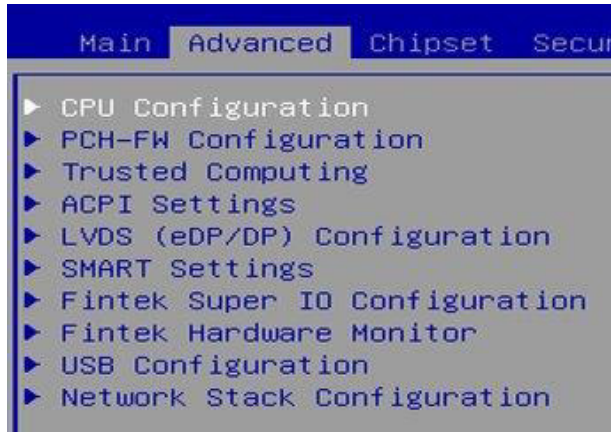 Main Advanced Chipset Secur
CPU Configuration
PCH-FW Configuration
Trusted Computing
ACPI Settings
LVDS (eDP/DP) Configuration
SMART Settings
Fintek Super IO Configuration
Fintek Hardware Monitor
USB Configuration
Network Stack Configuration